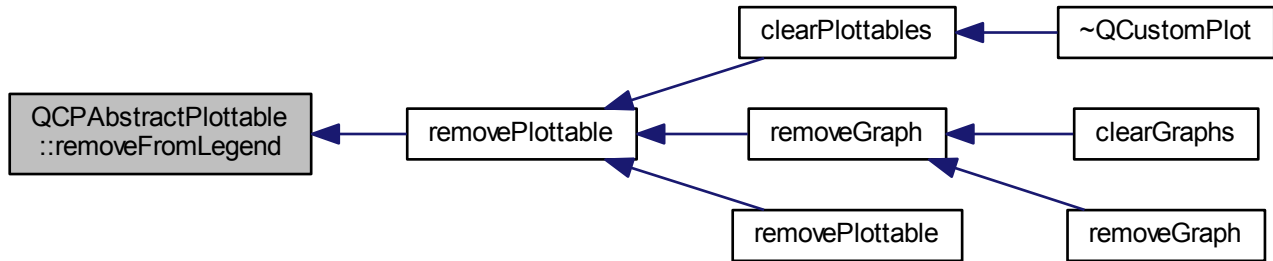 QCPAbstractPlottable
::removeFromLegend
removePlottable
clearPlottables
~QCustomPlot
removeGraph
clearGraphs
removePlottable
removeGraph